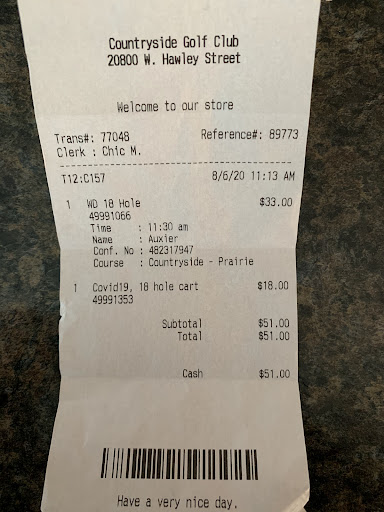 Countryside Golf Club
20800 W. Hawley Street
Welcome to our store
Trans#: 77048 Reference#: 89773
Clerk : Chic M.
T12:C157 8/6/20 11:13 AM
1 WD 18 Hole $33.00
49991066
Time : 11:30 am
Name : Auxier
Conf. No : 482317947
Course : Countryside - Prairie
1 Covid19, 18 hole cart $18.00
49991353
Subtotal $51.00
Total $51.00
Cash $51.00
Have a very nice day.